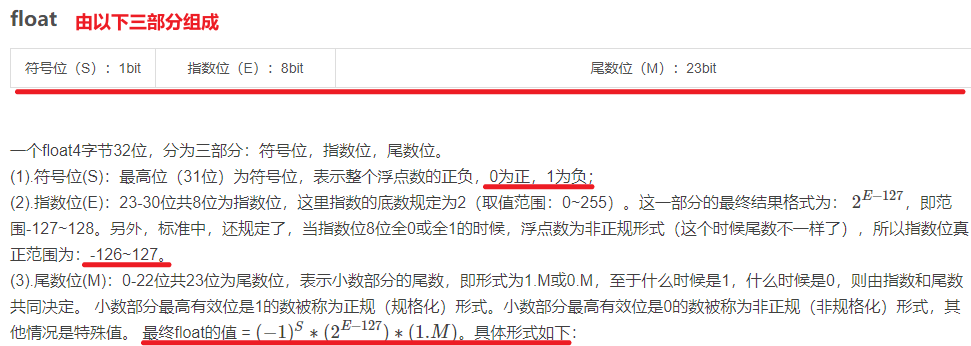 float 由以下三部分组成
符号位（S）：1bit 指数位（E）：8bit 尾数位（M）：23bit
一个float4字节32位，分为三部分：符号位，指数位，尾数位。
(1).符号位(S)：最高位（31位）为符号位，表示整个浮点数的正负，0为正，1为负；
(2).指数位(E)：23-30位共8位为指数位，这里指数的底数规定为2（取值范围：0~255）。这一部分的最终结果格式为： 2^{E-127}，即范
围-127~128。另外，标准中，还规定了，当指数位8位全0或全1的时候，浮点数为非正规形式（这个时候尾数不一样了），所以指数位真
正范围为：-126~127。
(3).尾数位(M)：0-22位共23位为尾数位，表示小数部分的尾数，即形式为1.M或0.M，至于什么时候是1，什么时候是0，则由指数和尾数
共同决定。 小数部分最高有效位是1的数被称为正规（规格化）形式。小数部分最高有效位是0的数被称为非正规（非规格化）形式，其
他情况是特殊值。 最终float的值 = (−1)^S ∗ (2^{E−127}) ∗ (1.M)。具体形式如下：